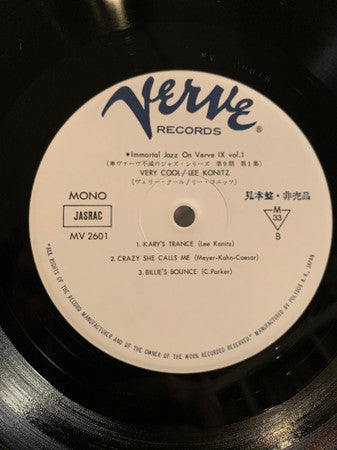 MV 2601 B
Verve
RECORDS ®
*Immortal Jazz On Verve IX vol.1
(*ヴァーヴ不滅のジャズ・シリーズ 第9期 第1集)
VERY COOL/LEE KONITZ
(ヴェリー・クール/リー・コニッツ)
MONO
見本盤・非売品
JASRAC
M
33
MV 2601
B
1. KARY'S TRANCE (Lee Konitz)
2. CRAZY SHE CALLS ME (Meyer-Kahn-Caesar)
3. BILLIE'S BOUNCE (C.Parker)
*ALL RIGHTS OF THE RECORD MANUFACTURER AND OF THE OWNER OF THE WORK RECORDED RESERVED.* MANUFACTURED BY POLYDOR K.K. JAPAN